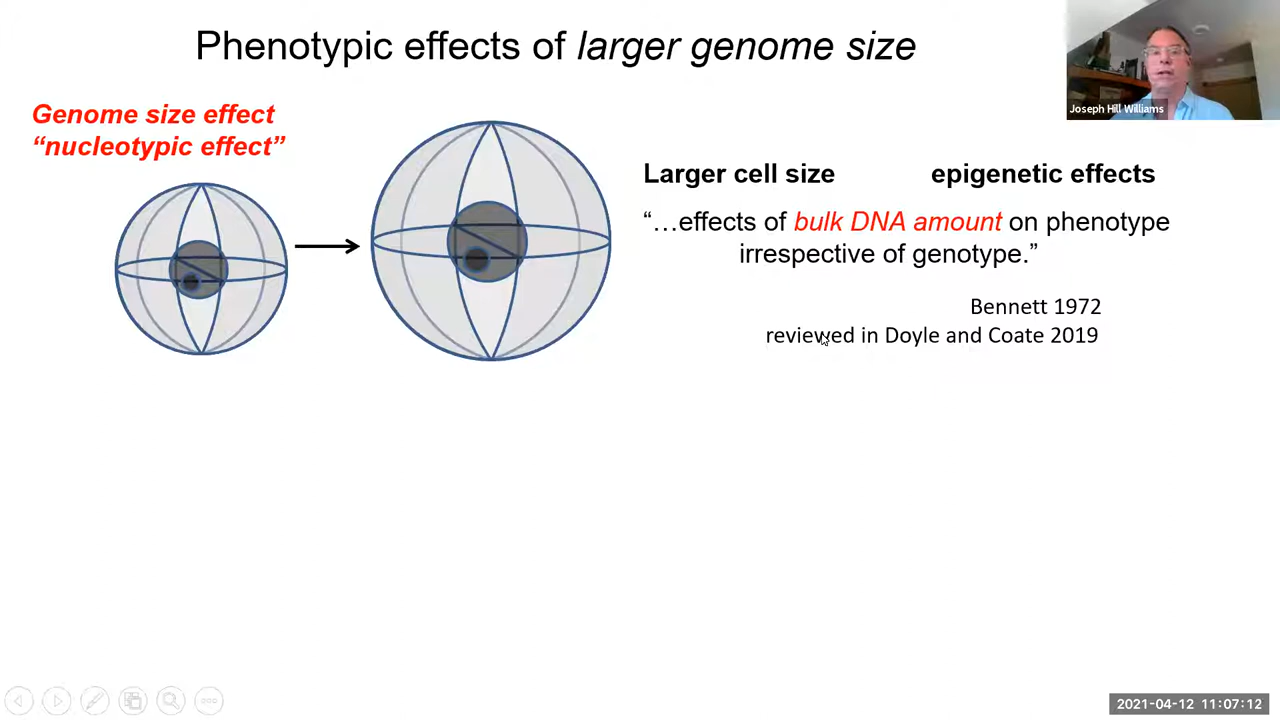 Phenotypic effects of larger genome size
Joseph Hill Williams
Genome size effect
“nucleotypic effect”
Larger cell size epigenetic effects
“…effects of bulk DNA amount on phenotype
irrespective of genotype.”
Bennett 1972
reviewed in Doyle and Coate 2019
2021-04-12 11:07:12